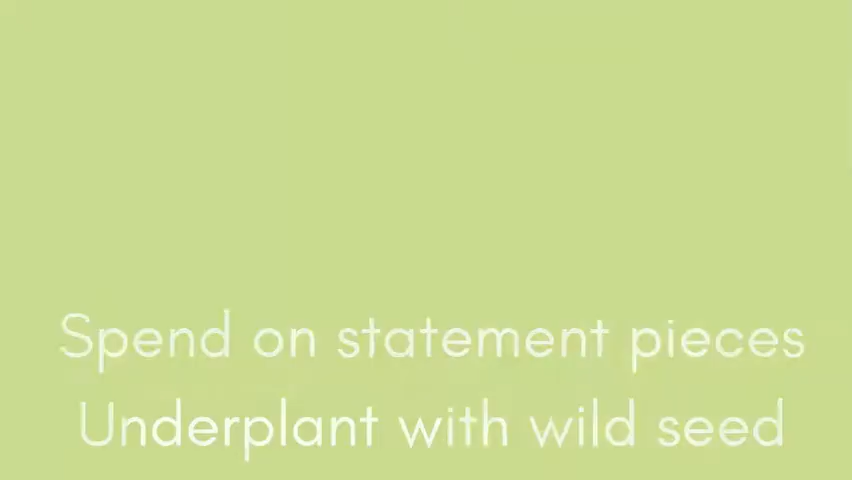 Spend on statement pieces
Underplant with wild seed